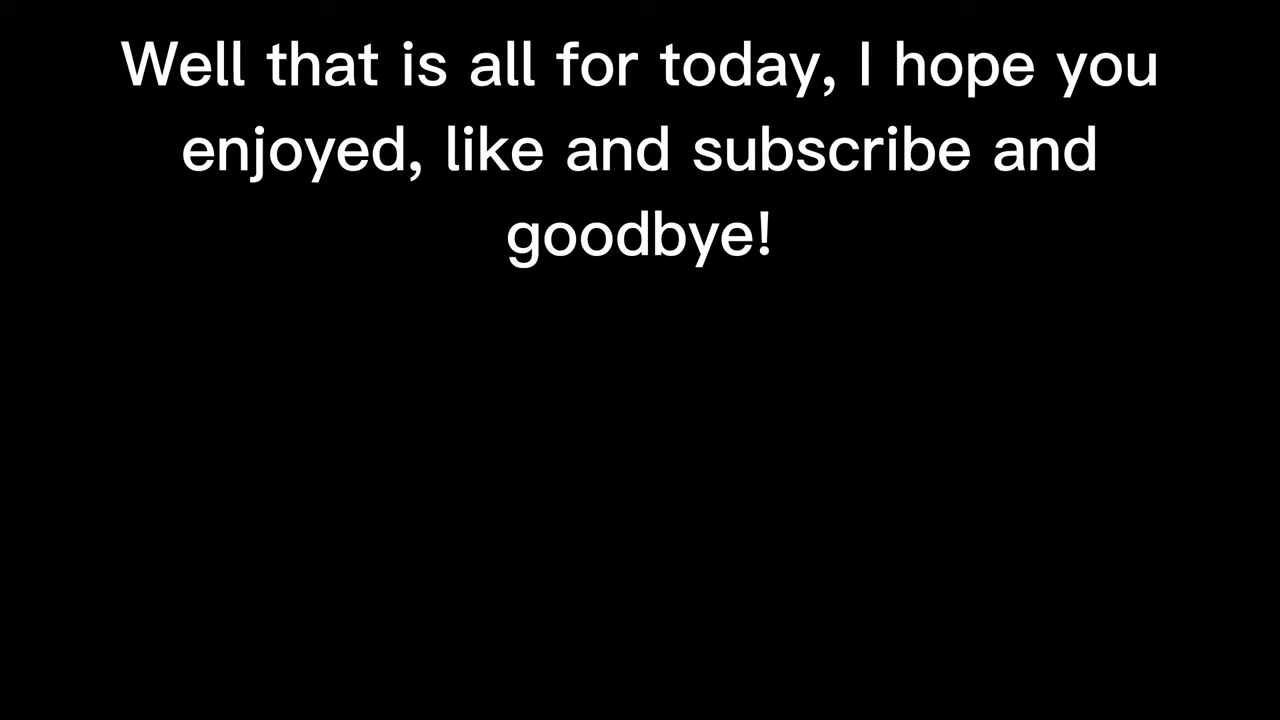 Well that is all for today, I hope you
enjoyed, like and subscribe and
goodbye!